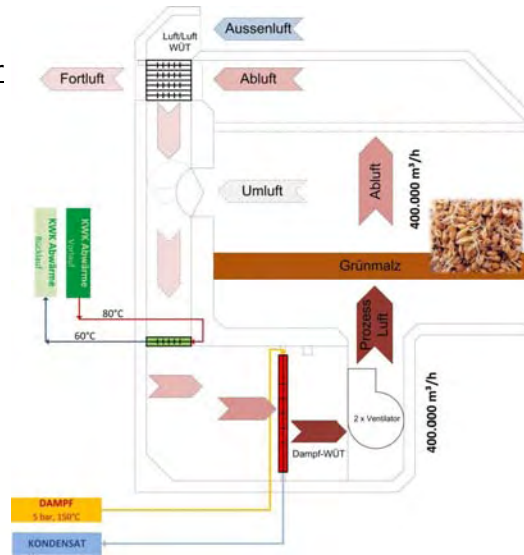 Luft/Luft
WÜT
Aussenluft
Fortluft
Abluft
Umluft
Abluft
400.000 m³/h
Grünmalz
KWK Abwärme
Rücklauf
KWK Abwärme
Vorlauf
80°C
60°C
Prozess
Luft
2 x Ventilator
400.000 m³/h
Dampf-WÜT
DAMPF
5 bar, 150°C
KONDENSAT